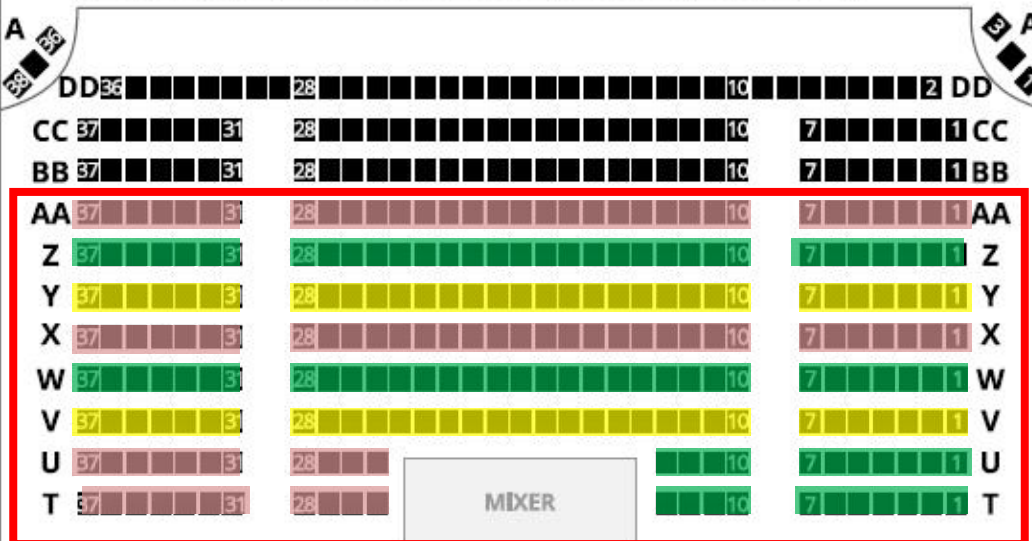 A 36 3 A
38 1
DD 36 28 10 2 DD
CC 37 31 28 10 7 1 CC
BB 37 31 28 10 7 1 BB
AA 37 31 28 10 7 1 AA
Z 37 31 28 10 7 1 Z
Y 37 31 28 10 7 1 Y
X 37 31 28 10 7 1 X
W 37 31 28 10 7 1 W
V 37 31 28 10 7 1 V
U 37 31 28 10 7 1 U
T 37 31 28 MIXER 10 7 1 T